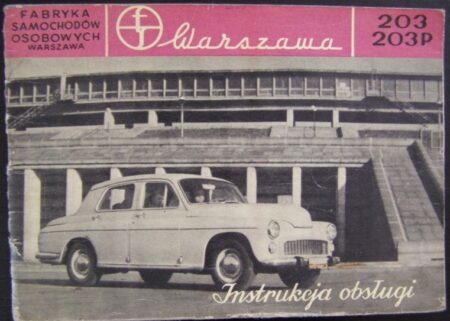 FABRYKA
SAMOCHODÓW
OSOBOWYCH
WARSZAWA
Warszawa
203
203P
Instrukcja obsługi